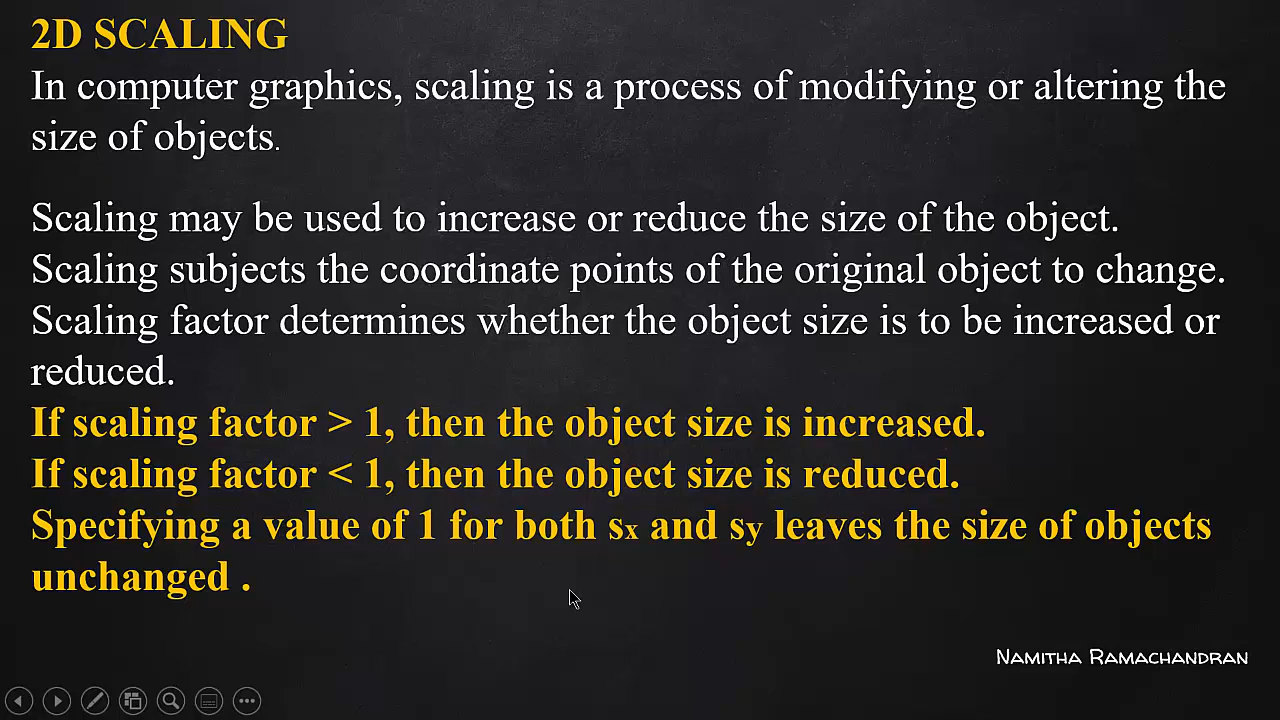 2D SCALING
In computer graphics, scaling is a process of modifying or altering the
size of objects.
Scaling may be used to increase or reduce the size of the object.
Scaling subjects the coordinate points of the original object to change.
Scaling factor determines whether the object size is to be increased or
reduced.
If scaling factor > 1, then the object size is increased.
If scaling factor < 1, then the object size is reduced.
Specifying a value of 1 for both sx and sy leaves the size of objects
unchanged .
Namitha Ramachandran